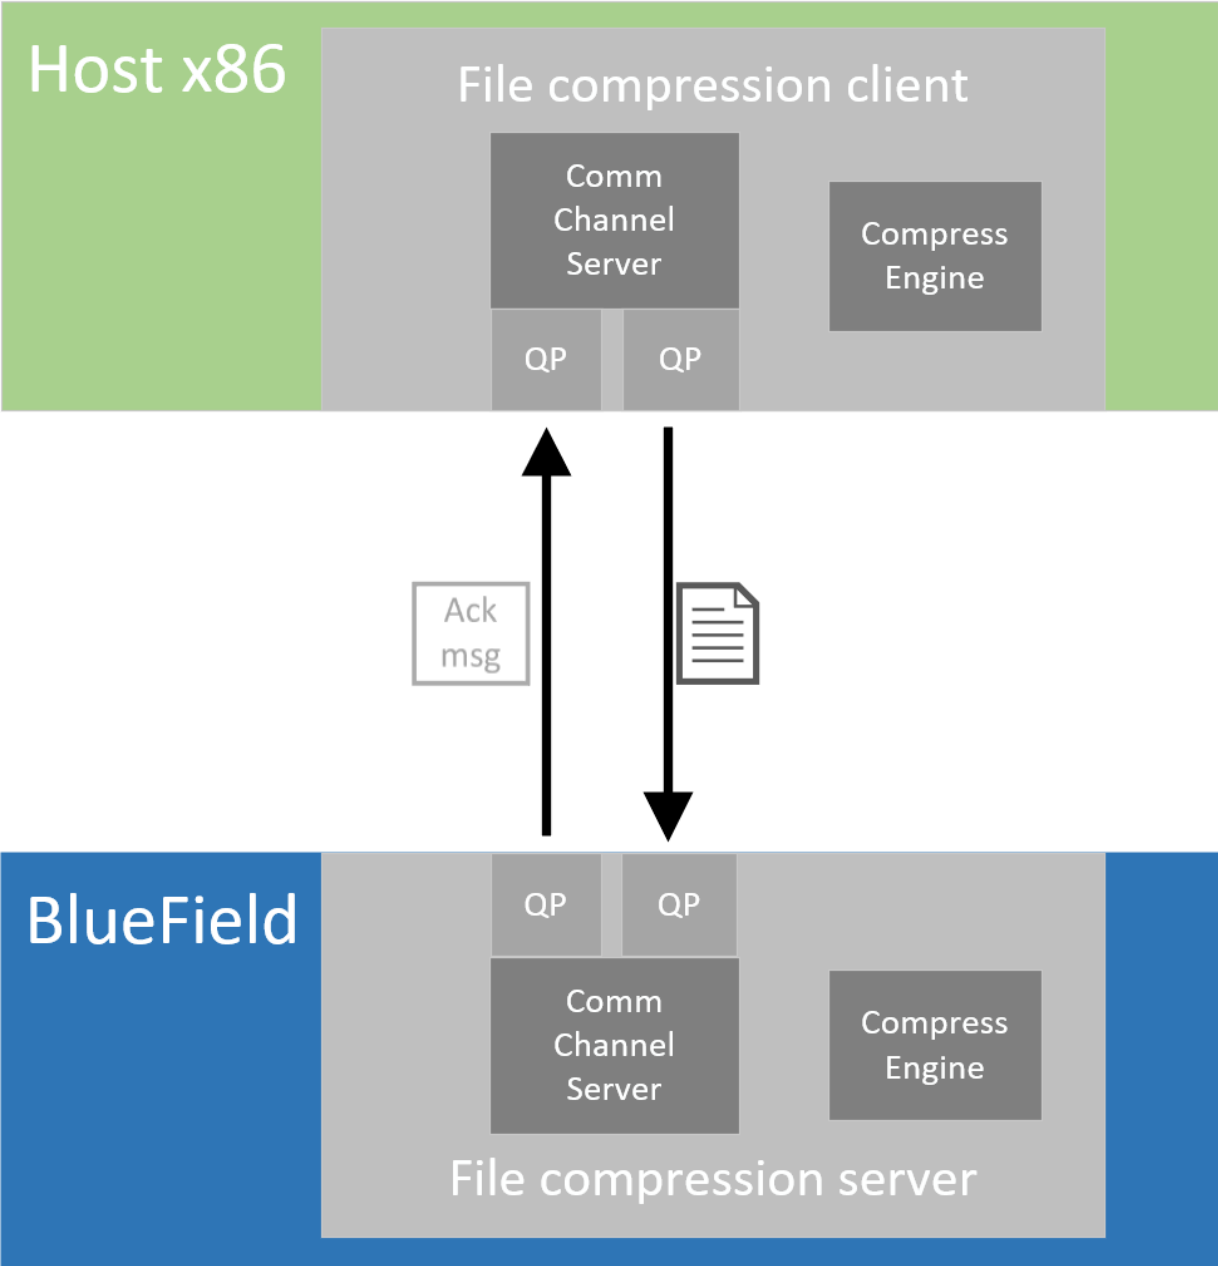 Host x86
File compression client
Comm
Channel
Server
Compress
Engine
QP
QP
Ack
msg
BlueField
QP
QP
Comm
Channel
Server
Compress
Engine
File compression server